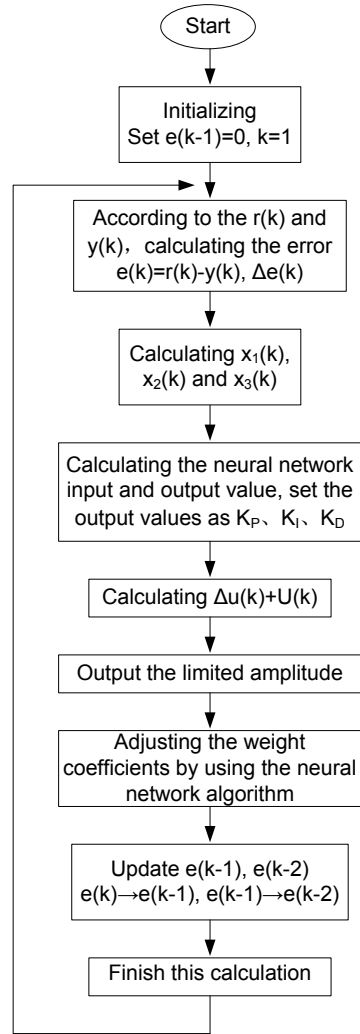 Start
Initializing
Set e(k-1)=0, k=1
According to the r(k) and
y(k)，calculating the error
e(k)=r(k)-y(k), Δe(k)
Calculating x₁(k),
x₂(k) and x₃(k)
Calculating the neural network
input and output value, set the
output values as K_P、K_I、K_D
Calculating Δu(k)+U(k)
Output the limited amplitude
Adjusting the weight
coefficients by using the neural
network algorithm
Update e(k-1), e(k-2)
e(k)→e(k-1), e(k-1)→e(k-2)
Finish this calculation